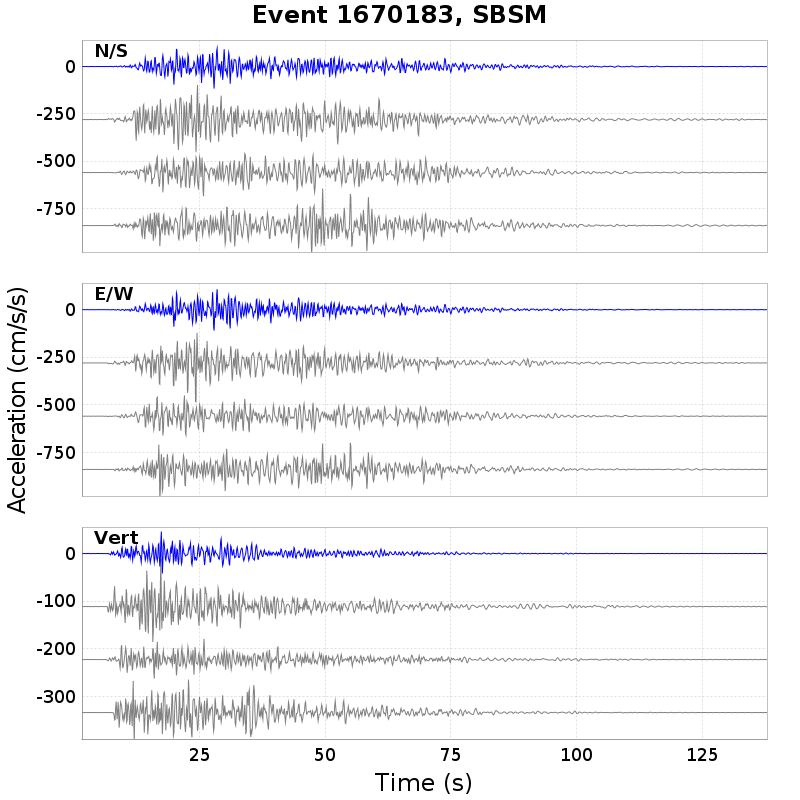 Event 1670183, SBSM
N/S
0
-250
-500
-750
E/W
0
-250
-500
-750
Vert
0
-100
-200
-300
Acceleration (cm/s/s)
25 50 75 100 125
Time (s)